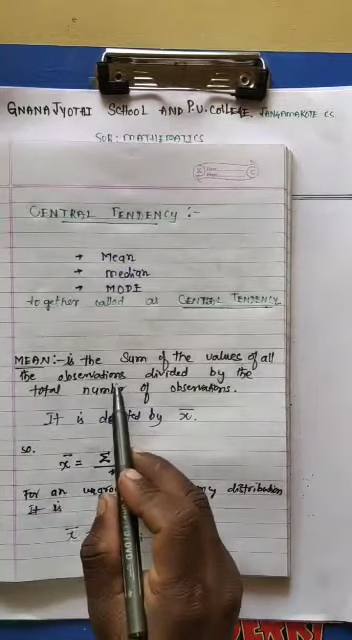 GNANA JYOTHI SCHOOL AND P.U. COLLEGE, JANGAMAKOTE CS.
SUB: MATHEMATICS
CENTRAL TENDENCY :-
→ Mean
→ median
→ MODE
together called as CENTRAL TENDENCY
MEAN:- is the Sum of the values of all
the observations divided by the
total number of observations.
It is by x̄.
so.
x̄ = Σ
For an distribution
It is
x̄